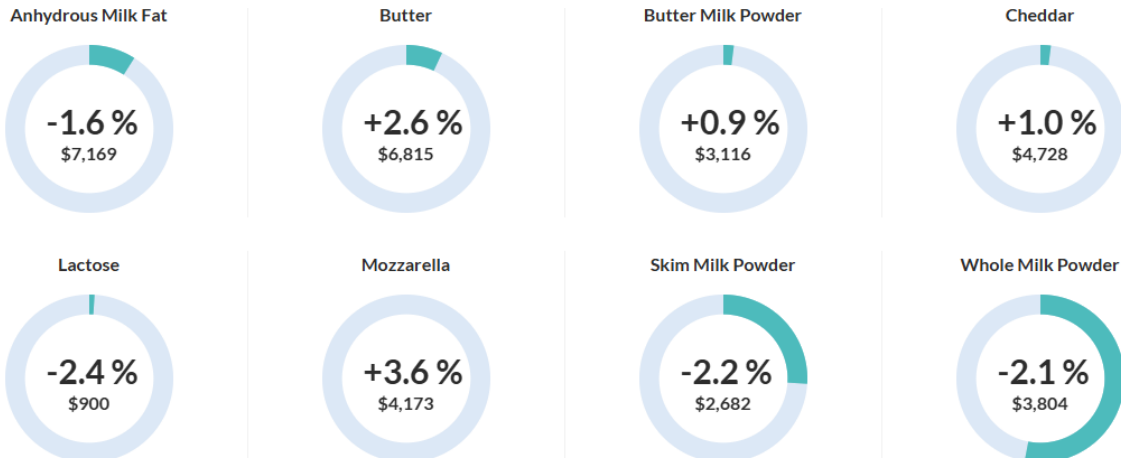 Anhydrous Milk Fat
Butter
Butter Milk Powder
Cheddar
-1.6 %
$7,169
+2.6 %
$6,815
+0.9 %
$3,116
+1.0 %
$4,728
Lactose
Mozzarella
Skim Milk Powder
Whole Milk Powder
-2.4 %
$900
+3.6 %
$4,173
-2.2 %
$2,682
-2.1 %
$3,804